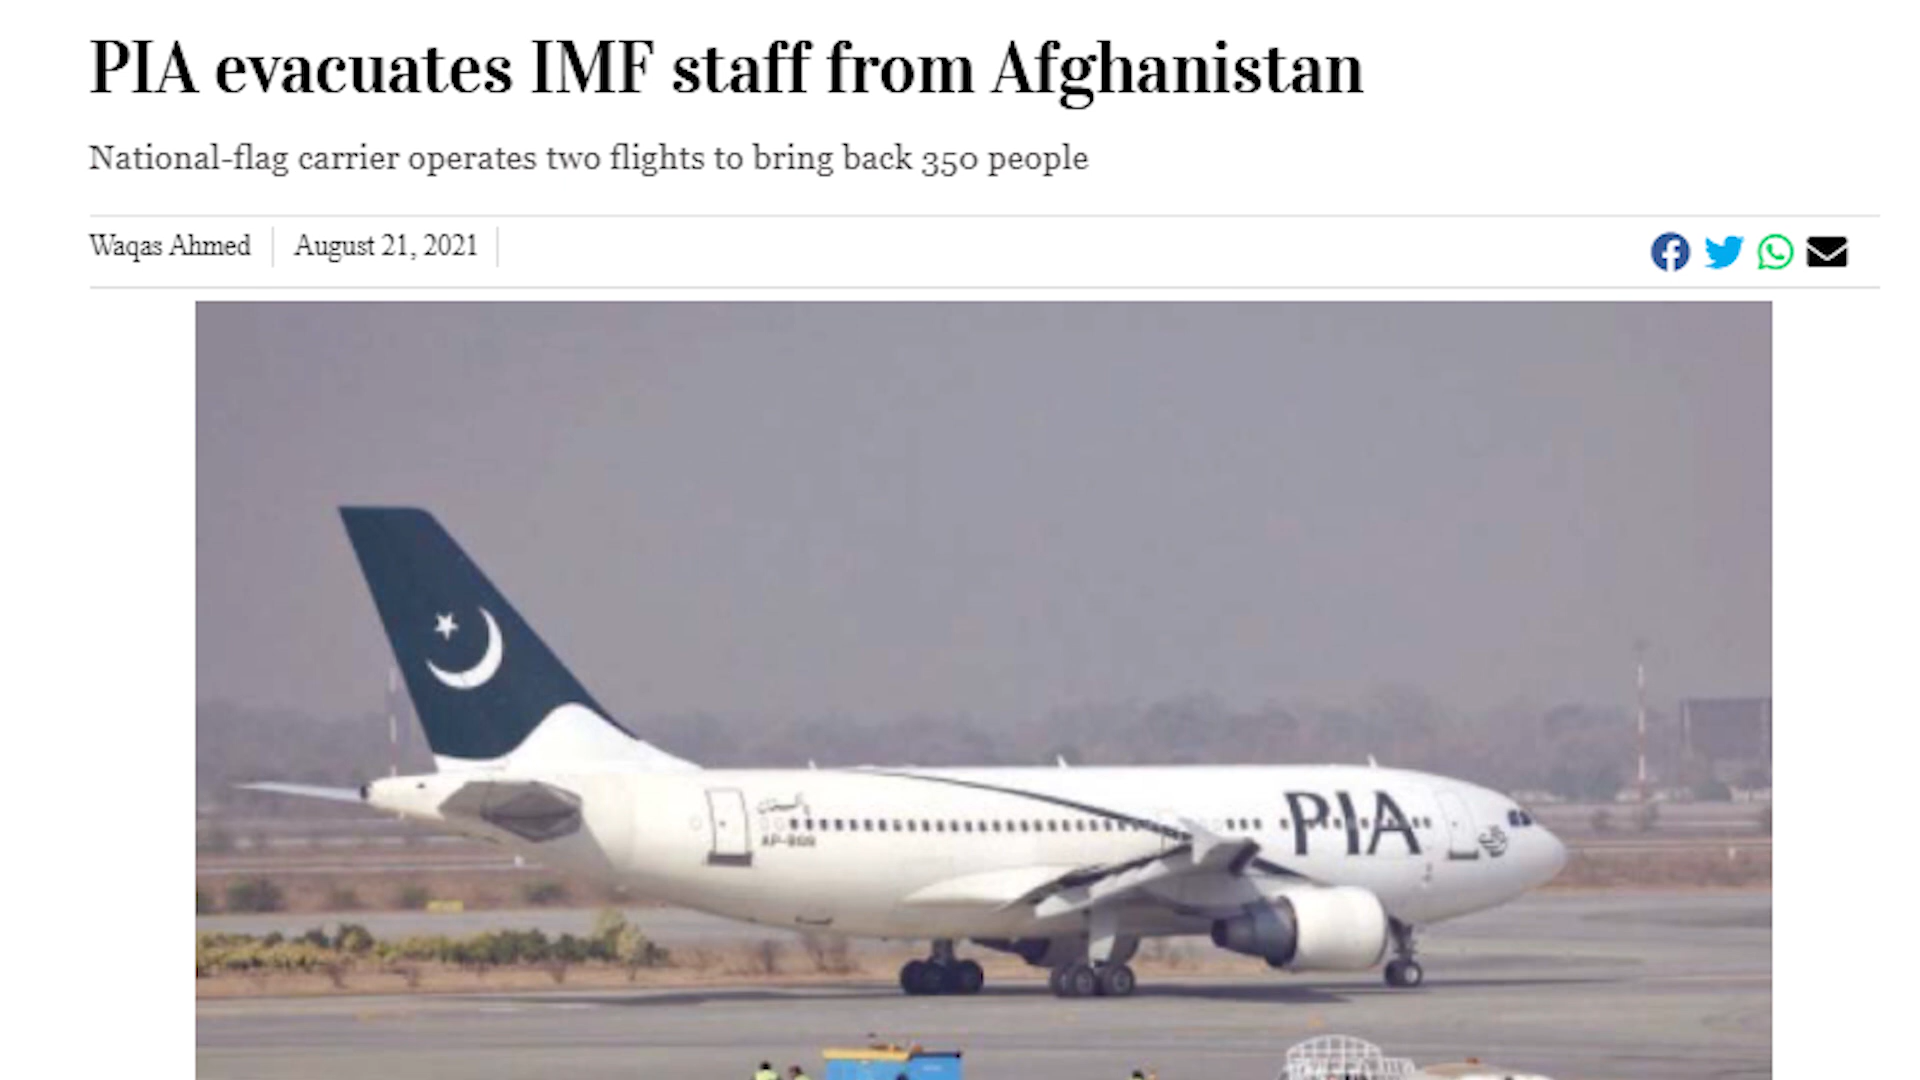 PIA evacuates IMF staff from Afghanistan
National-flag carrier operates two flights to bring back 350 people
Waqas Ahmed
August 21, 2021
PIA